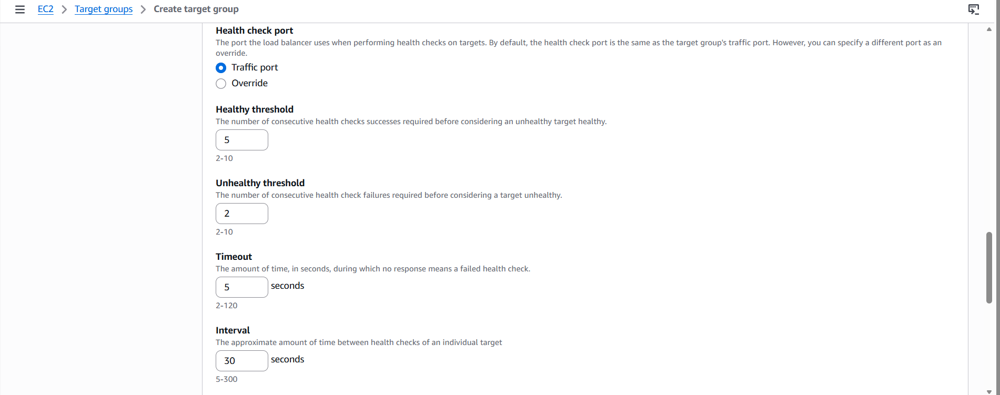 EC2 > Target groups > Create target group
Health check port
The port the load balancer uses when performing health checks on targets. By default, the health check port is the same as the target group's traffic port. However, you can specify a different port as an
override.
Traffic port
Override
Healthy threshold
The number of consecutive health checks successes required before considering an unhealthy target healthy.
5
2-10
Unhealthy threshold
The number of consecutive health check failures required before considering a target unhealthy.
2
2-10
Timeout
The amount of time, in seconds, during which no response means a failed health check.
5 seconds
2-120
Interval
The approximate amount of time between health checks of an individual target
30 seconds
5-300